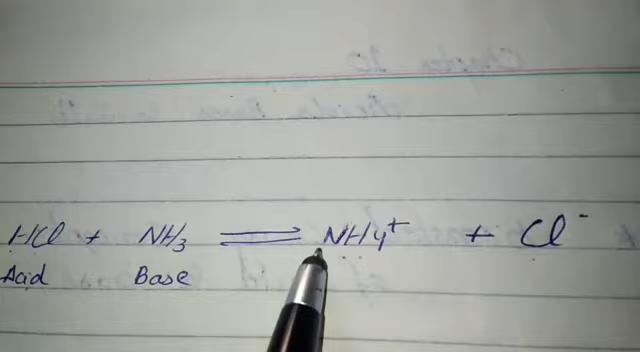 HCl + NH₃ ⇌ NH4⁺ + Cl⁻
Acid Base